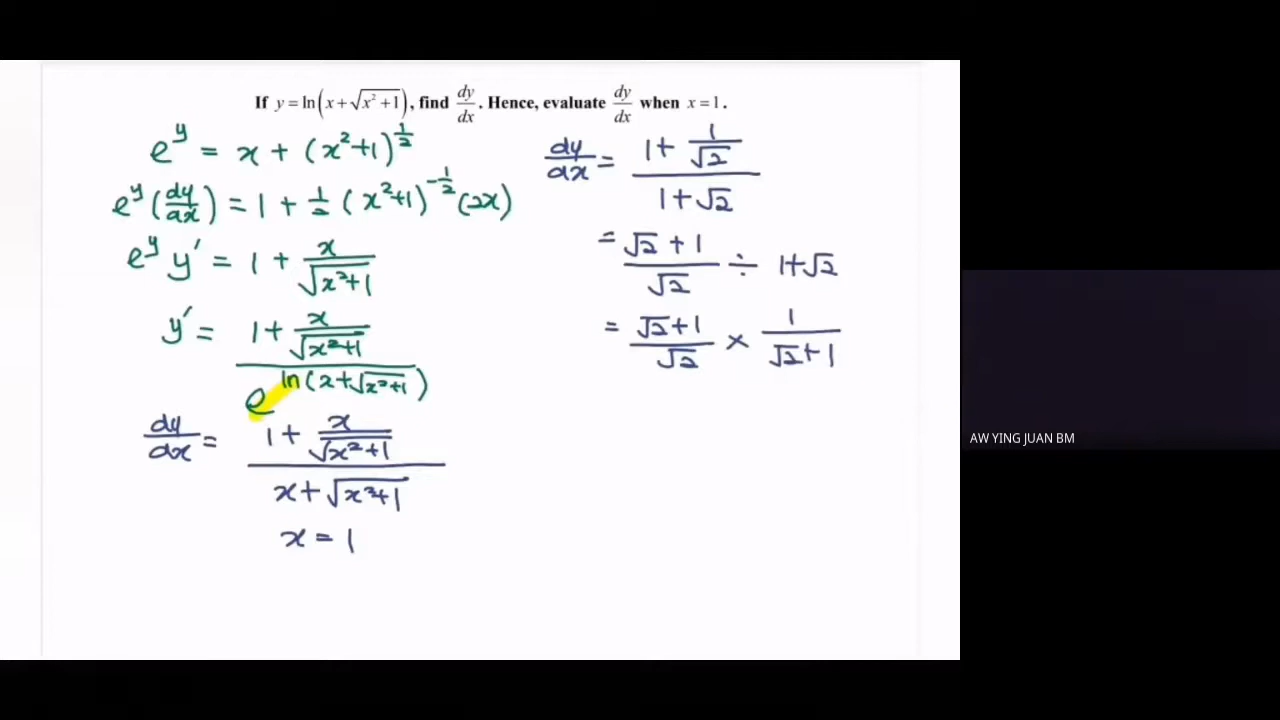 If y = ln(x + √(x² + 1)), find dy/dx. Hence, evaluate dy/dx when x = 1.
e^y = x + (x²+1)^(1/2)
e^y (dy/dx) = 1 + 1/2 (x²+1)^(-1/2) (2x)
e^y y' = 1 + x/√(x²+1)
y' = (1 + x/√(x²+1)) / e^(ln(x+√(x²+1)))
dy/dx = (1 + x/√(x²+1)) / (x+√(x²+1))
x = 1
dy/dx = (1 + 1/√2) / (1+√2)
= (√2+1)/√2 ÷ 1+√2
= (√2+1)/√2 × 1/(√2+1)
AW YING JUAN BM